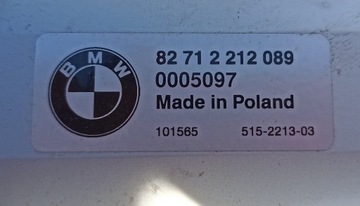 BMW
82 71 2 212 089
0005097
Made in Poland
101565 515-2213-03